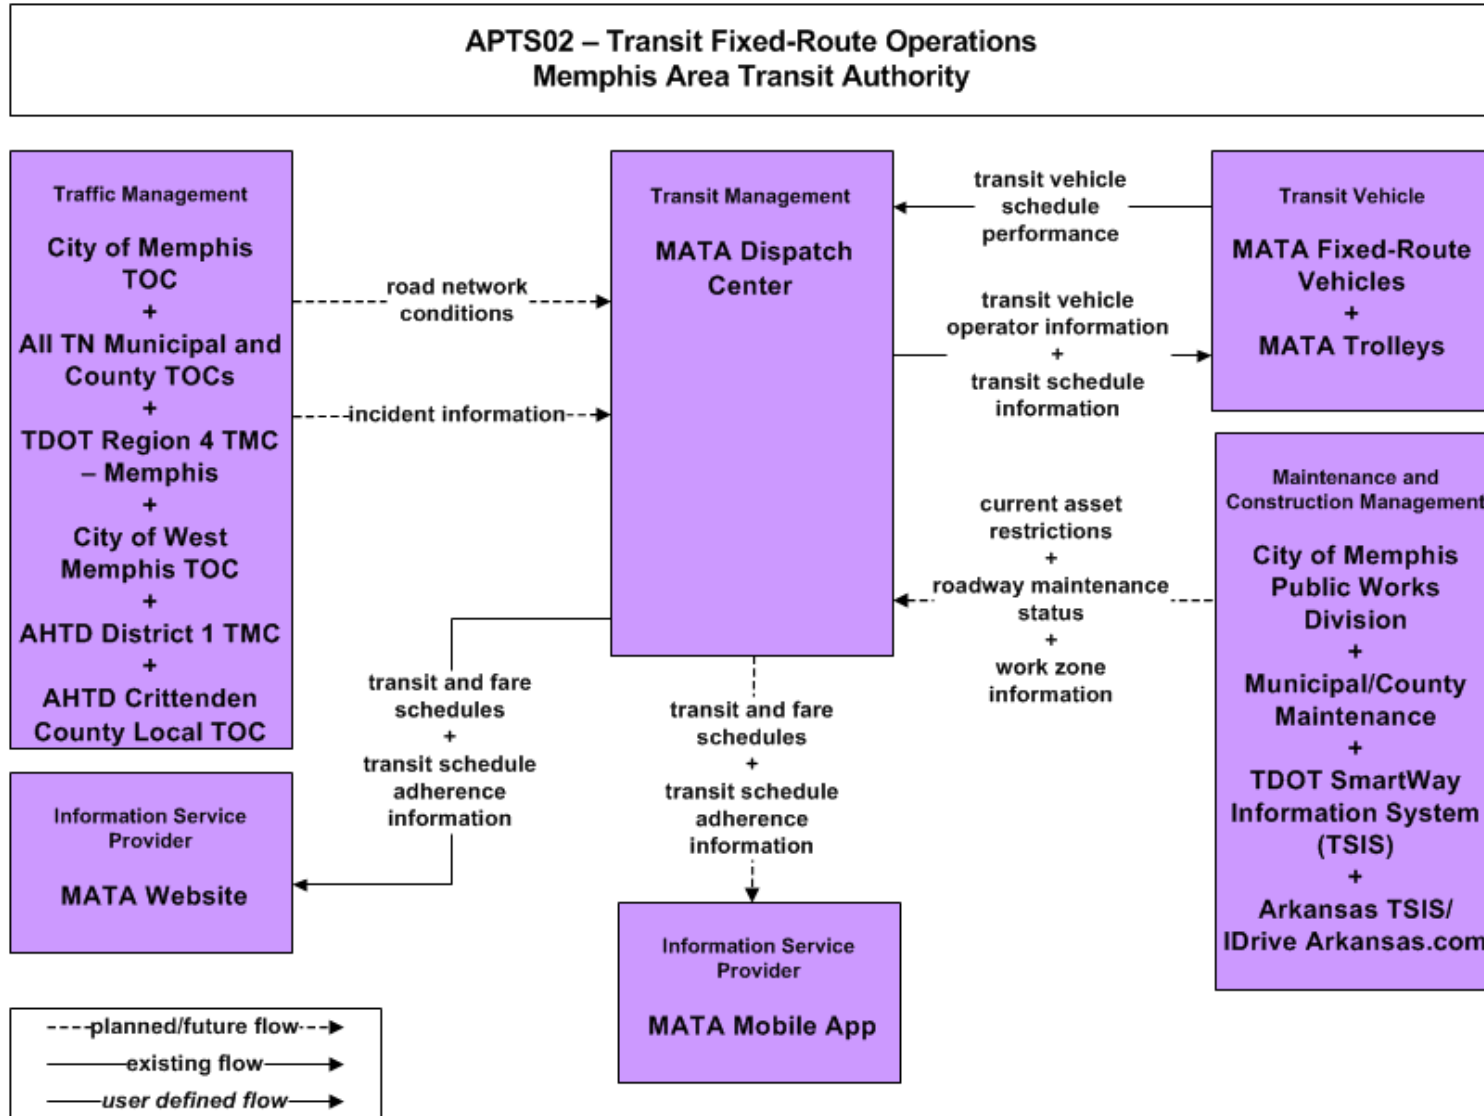 APTS02 – Transit Fixed-Route Operations
Memphis Area Transit Authority
Traffic Management
City of Memphis
TOC
+
All TN Municipal and
County TOCs
+
TDOT Region 4 TMC
– Memphis
+
City of West
Memphis TOC
+
AHTD District 1 TMC
+
AHTD Crittenden
County Local TOC
road network
conditions
incident information
Transit Management
MATA Dispatch
Center
transit vehicle
schedule
performance
transit vehicle
operator information
+
transit schedule
information
Transit Vehicle
MATA Fixed-Route
Vehicles
+
MATA Trolleys
current asset
restrictions
+
roadway maintenance
status
+
work zone
information
Maintenance and
Construction Management
City of Memphis
Public Works
Division
+
Municipal/County
Maintenance
+
TDOT SmartWay
Information System
(TSIS)
+
Arkansas TSIS/
IDrive Arkansas.com
transit and fare
schedules
+
transit schedule
adherence
information
transit and fare
schedules
+
transit schedule
adherence
information
Information Service
Provider
MATA Website
Information Service
Provider
MATA Mobile App
planned/future flow
existing flow
user defined flow